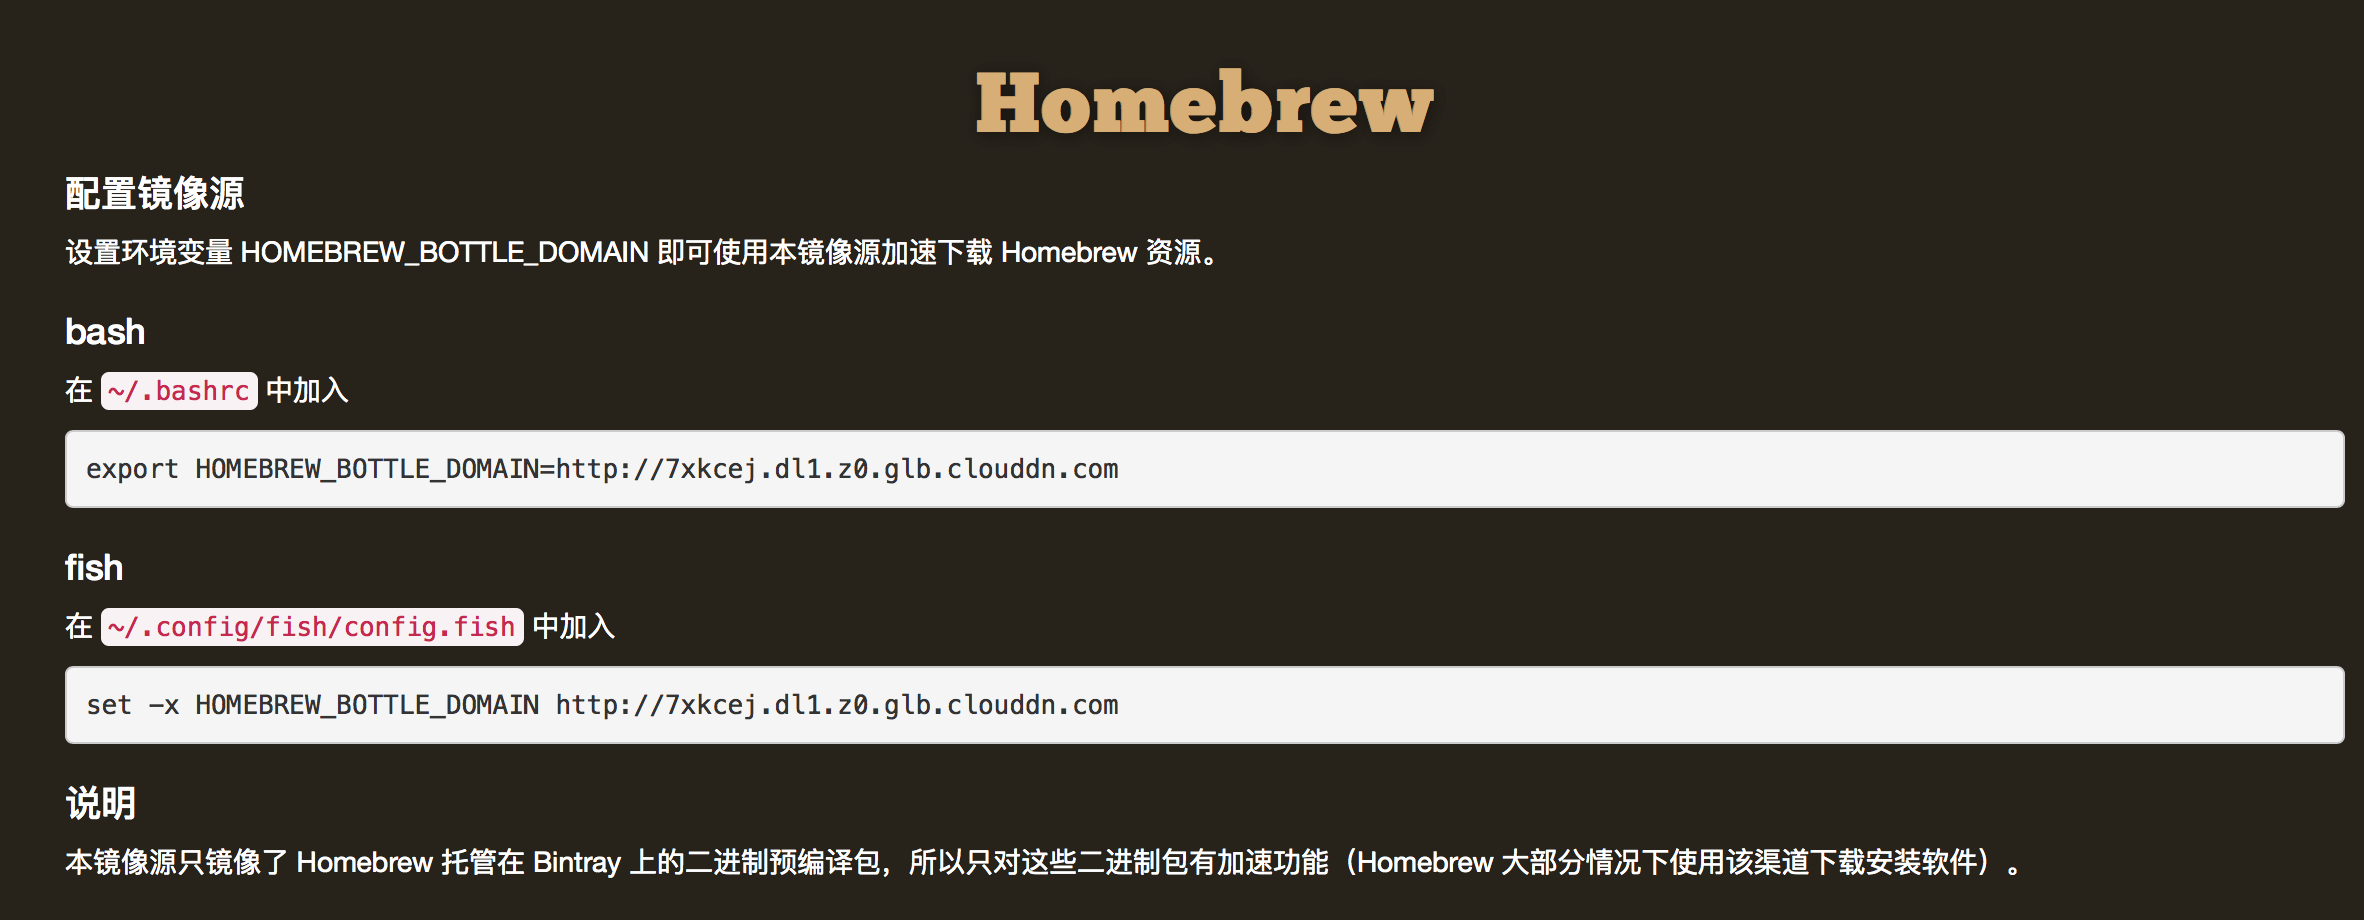 Homebrew
配置镜像源
设置环境变量 HOMEBREW_BOTTLE_DOMAIN 即可使用本镜像源加速下载 Homebrew 资源。
bash
在 ~/.bashrc 中加入
export HOMEBREW_BOTTLE_DOMAIN=http://7xkcej.dl1.z0.glb.clouddn.com
fish
在 ~/.config/fish/config.fish 中加入
set -x HOMEBREW_BOTTLE_DOMAIN http://7xkcej.dl1.z0.glb.clouddn.com
说明
本镜像源只镜像了 Homebrew 托管在 Bintray 上的二进制预编译包，所以只对这些二进制包有加速功能（Homebrew 大部分情况下使用该渠道下载安装软件）。